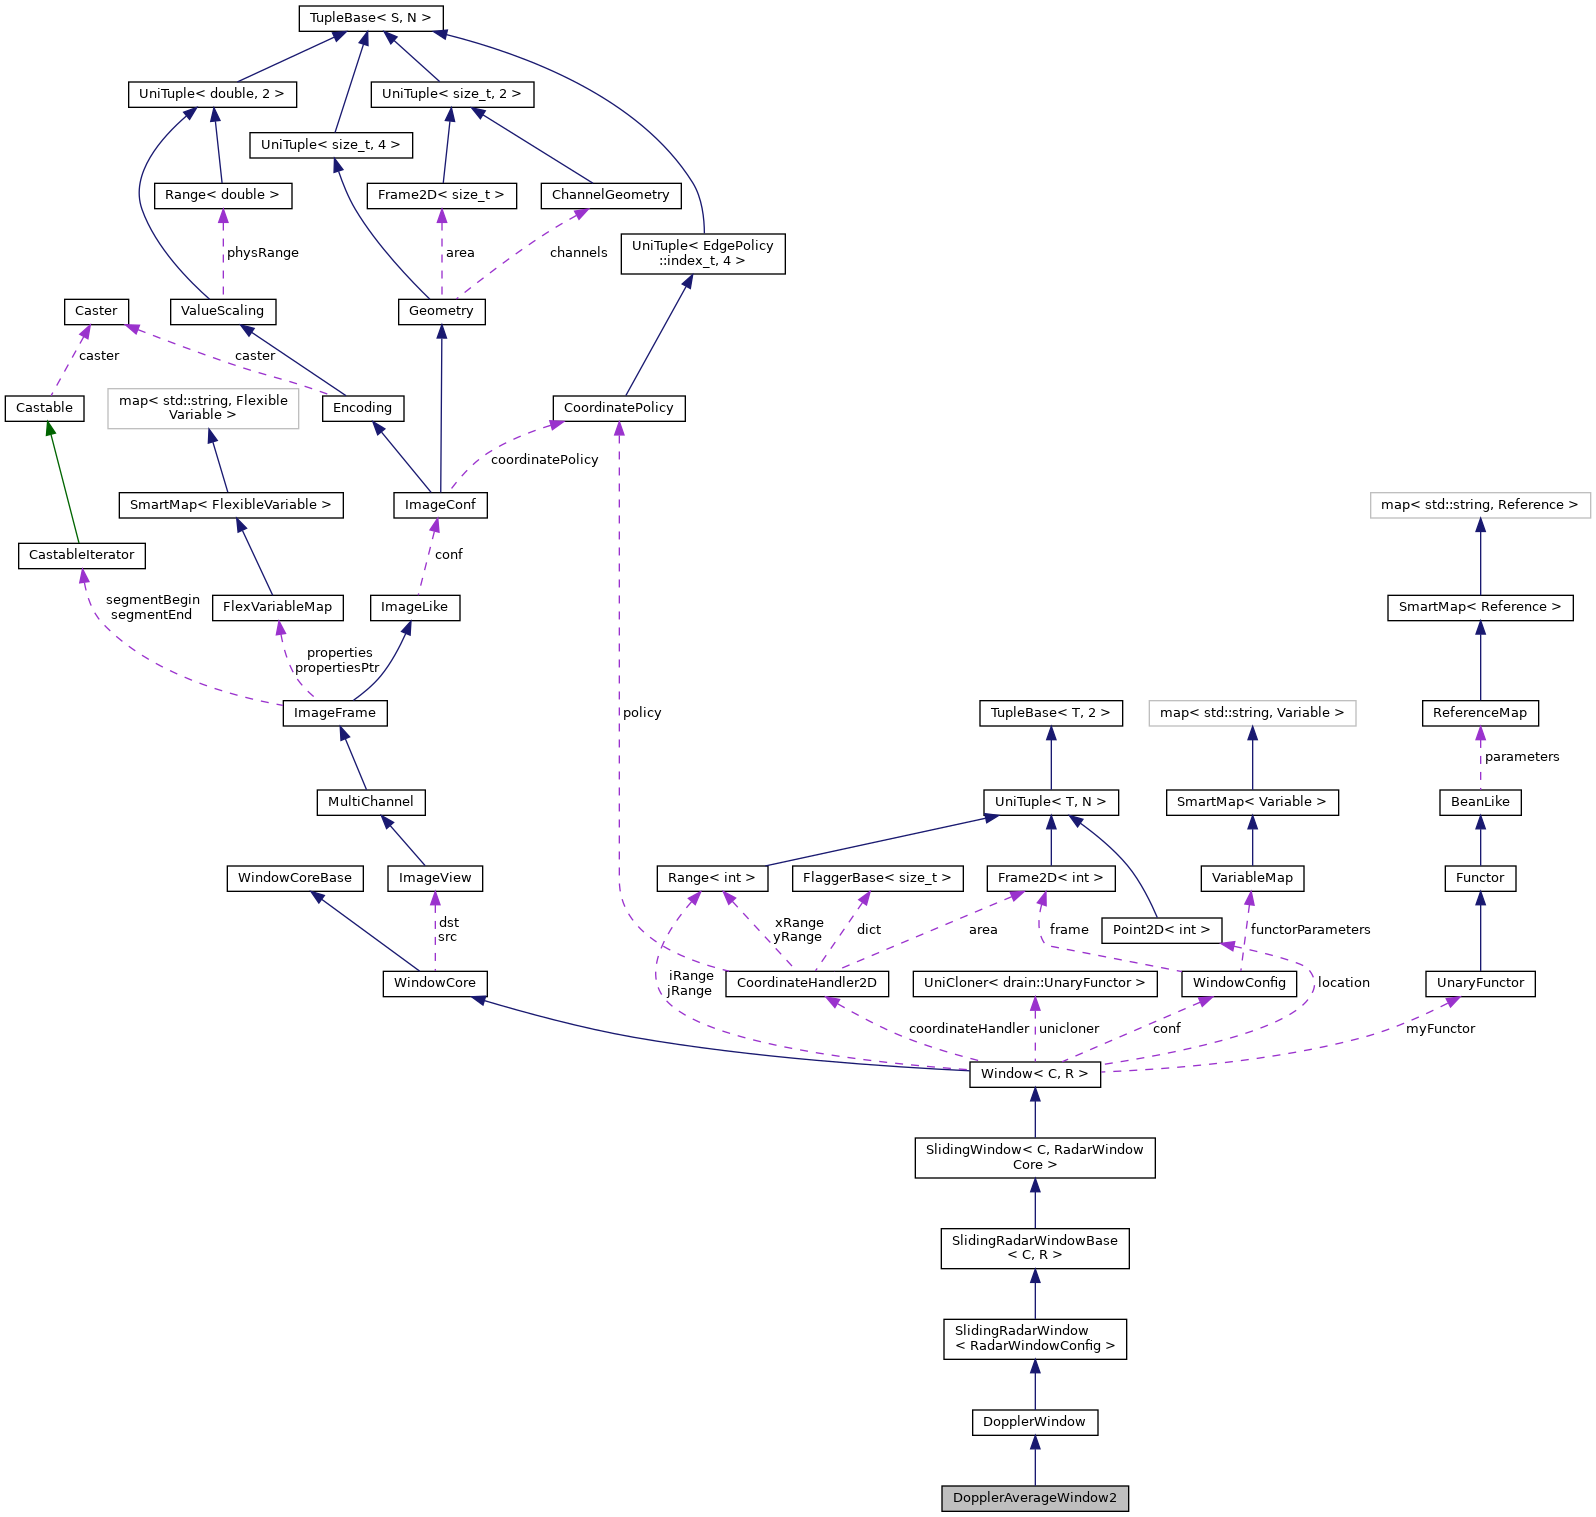 TupleBase< S, N >
UniTuple< double, 2 >
UniTuple< size_t, 2 >
UniTuple< size_t, 4 >
Range< double >
Frame2D< size_t >
ChannelGeometry
UniTuple< EdgePolicy
::index_t, 4 >
physRange
area
channels
Caster
ValueScaling
Geometry
caster
caster
map< std::string, Flexible
Variable >
Castable
Encoding
CoordinatePolicy
coordinatePolicy
SmartMap< FlexibleVariable >
ImageConf
map< std::string, Reference >
CastableIterator
conf
segmentBegin
segmentEnd
FlexVariableMap
ImageLike
SmartMap< Reference >
properties
propertiesPtr
ImageFrame
policy
TupleBase< T, 2 >
map< std::string, Variable >
ReferenceMap
parameters
MultiChannel
UniTuple< T, N >
SmartMap< Variable >
BeanLike
WindowCoreBase
ImageView
Range< int >
FlaggerBase< size_t >
Frame2D< int >
VariableMap
Functor
dst
src
xRange
yRange
dict
area
frame
Point2D< int >
functorParameters
iRange
jRange
WindowCore
CoordinateHandler2D
UniCloner< drain::UnaryFunctor >
WindowConfig
location
UnaryFunctor
coordinateHandler
unicloner
conf
myFunctor
Window< C, R >
SlidingWindow< C, RadarWindow
Core >
SlidingRadarWindowBase
< C, R >
SlidingRadarWindow
< RadarWindowConfig >
DopplerWindow
DopplerAverageWindow2